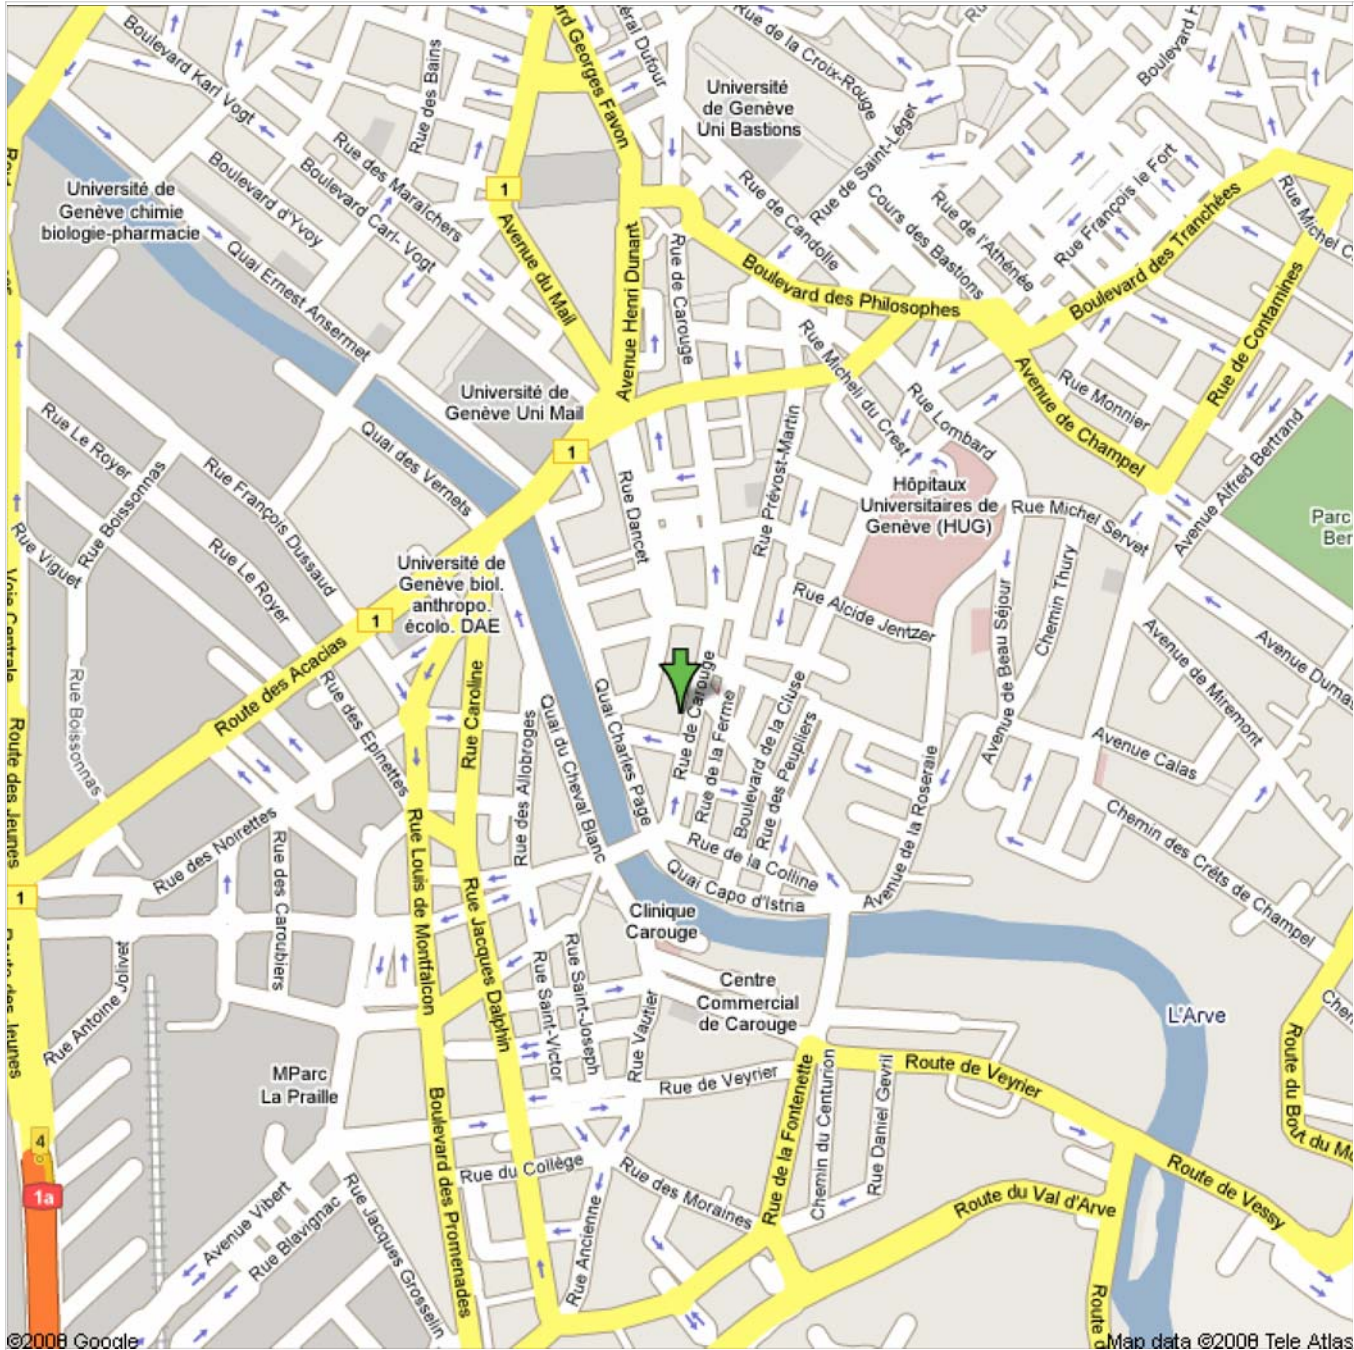 Boulevard Karl Vogt
Rue des Bains
rd Georges Favon
éral Dufour
Rue de la Croix-Rouge
Université
de Genève
Uni Bastions
Rue de Saint-Léger
Boulevard H
Rue des Maraîchers
Boulevard Carl- Vogt
Boulevard d'Yvoy
Université de
Genève chimie
biologie-pharmacie
1
Avenue du Mail
Avenue Henri Dunant
Rue de Carouge
Rue de Candolle
Cours des Bastions
Rue de l'Athénée
Rue François le Fort
Boulevard des Tranchées
Rue Michel C
Quai Ernest Ansermet
Boulevard des Philosophes
Rue de Contamines
Université de
Genève Uni Mail
1
Rue Micheli du Crest
Rue Lombard
Avenue de Champel
Rue Monnier
Avenue Alfred Bertrand
Rue Le Royer
Rue Boissonnas
Rue François Dussaud
Quai des Vernets
Rue Dancet
Rue Prévost-Martin
Hôpitaux
Universitaires de
Genève (HUG)
Rue Michel Servet
Parc
Ber
Rue Viguet
Rue Le Royer
Université de
Genève biol.
anthropo.
écolo. DAE
1
Voie Centrale
Rue Alcide Jentzer
Avenue de Beau Séjour
Chemin Thury
Avenue de Miremont
Avenue Dumas
Route des Acacias
Rue Boissonnas
Rue des Epinettes
Rue Caroline
Rue des Allobroges
Quai du Cheval Blanc
Quai Charles Page
Rue de Carouge
Rue de la Ferme
Boulevard de la Cluse
Rue des Peupliers
Avenue de la Roseraie
Avenue Calas
Chemin des Crêts de Champel
Route des Jeunes
1
Rue des Noirettes
Rue des Caroubiers
Rue Louis de Montfalcon
Rue Jacques Dalphin
Rue de la Colline
Quai Capo d'Istria
Clinique
Carouge
Centre
Commercial
de Carouge
Rue Antoine Jolivet
Route des Jeunes
Rue Saint-Victor
Rue Saint-Joseph
Rue Vautier
L'Arve
Chem
MParc
La Praille
Rue de Veyrier
Route de Veyrier
Route du Bout du Mo
Boulevard des Promenades
Rue de la Fontenette
Chemin du Centurion
Rue Daniel Gevril
4
1a
Rue du Collège
Rue des Moraines
Route du Val d'Arve
Route de Vessy
Avenue Vibert
Rue Blavignac
Rue Jacques Grosselin
Rue Ancienne
Route d
©2008 Google
Map data ©2008 Tele Atlas